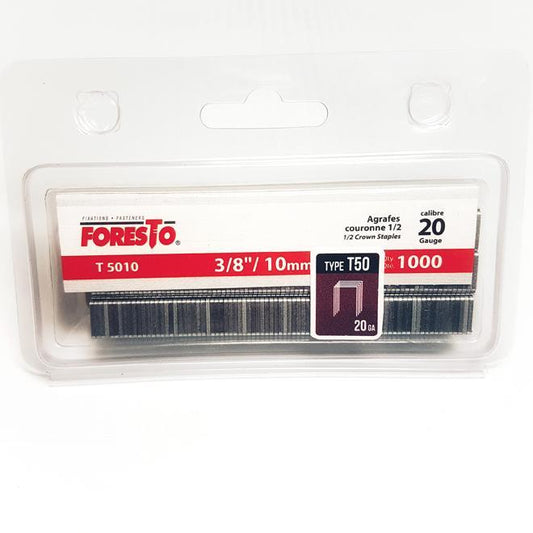 FIXATIONS • FASTENERS
FORESTO®
Agrafes
couronne 1/2
1/2 Crown Staples
calibre
20
Gauge
T 5010
3/8"/ 10mm
1000
TYPE T50
20 GA